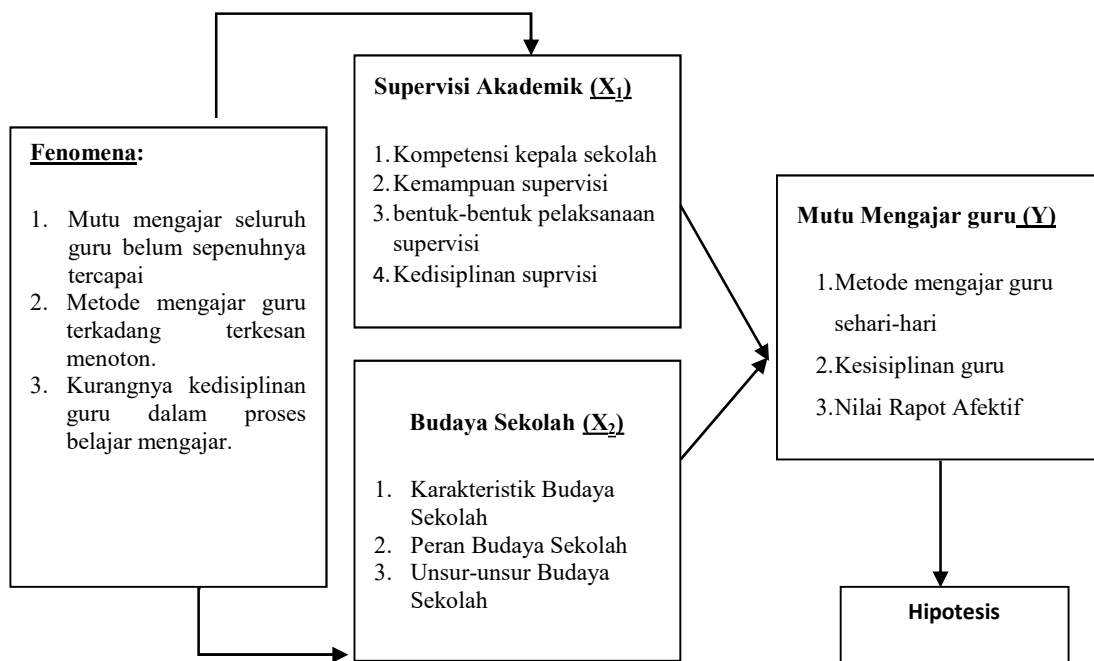 Fenomena:
1. Mutu mengajar seluruh
guru belum sepenuhnya
tercapai
2. Metode mengajar guru
terkadang terkesan
menoton.
3. Kurangnya kedisiplinan
guru dalam proses
belajar mengajar.
Supervisi Akademik (X1)
1. Kompetensi kepala sekolah
2. Kemampuan supervisi
3. bentuk-bentuk pelaksanaan
supervisi
4. Kedisiplinan suprvisi
Budaya Sekolah (X2)
1. Karakteristik Budaya
Sekolah
2. Peran Budaya Sekolah
3. Unsur-unsur Budaya
Sekolah
Mutu Mengajar guru (Y)
1. Metode mengajar guru
sehari-hari
2. Kesisiplinan guru
3. Nilai Rapot Afektif
Hipotesis